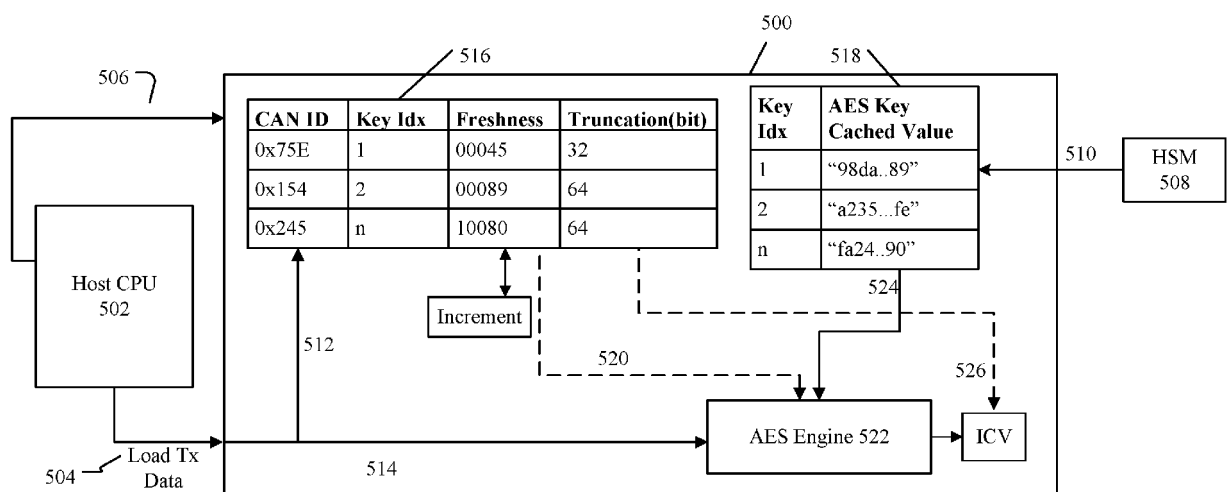 500
516
518
506
CAN ID Key Idx Freshness Truncation(bit)
0x75E 1 00045 32
0x154 2 00089 64
0x245 n 10080 64
Key Idx AES Key Cached Value
1 “98da..89”
2 “a235...fe”
n “fa24..90”
510
HSM
508
Host CPU
502
Increment
524
512
520
526
AES Engine 522
ICV
504
Load Tx
Data
514